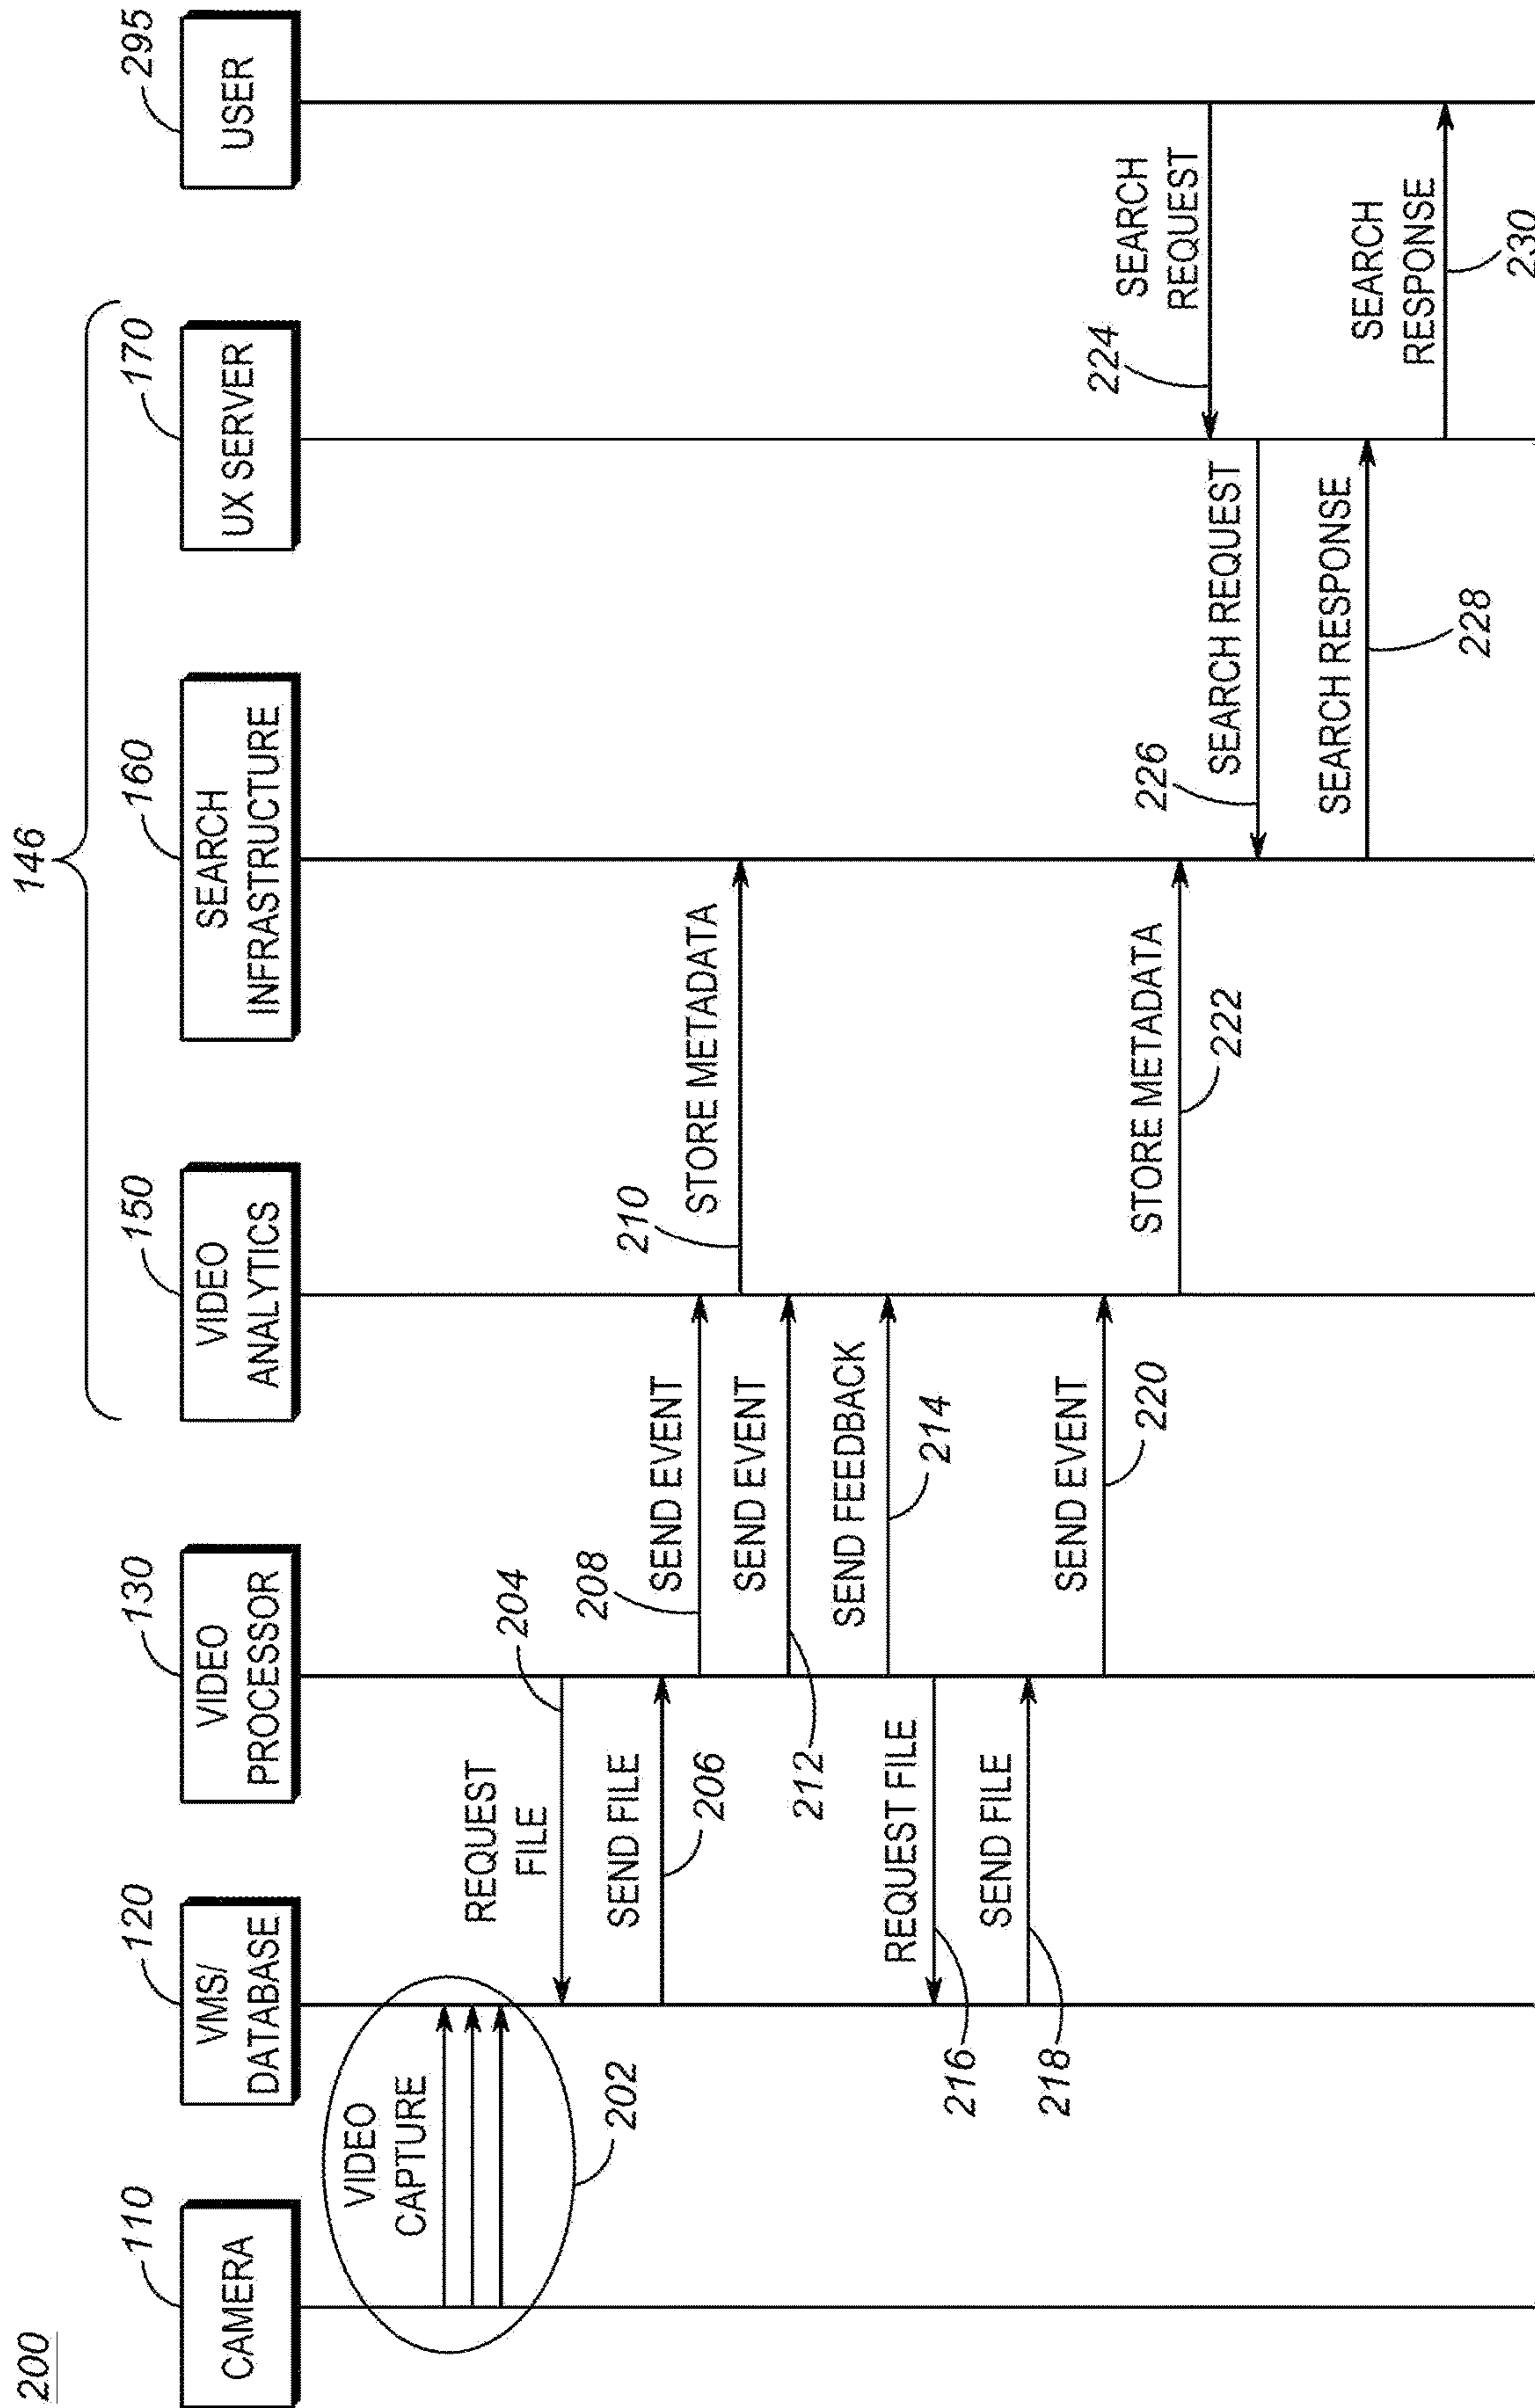 200
146
110
120
130
150
160
170
295
CAMERA
VMS/
DATABASE
VIDEO
PROCESSOR
VIDEO
ANALYTICS
SEARCH
INFRASTRUCTURE
UX SERVER
USER
VIDEO
CAPTURE
202
REQUEST
FILE
204
SEND FILE
206
208
SEND EVENT
210
STORE METADATA
SEND EVENT
212
SEND FEEDBACK
214
REQUEST FILE
216
SEND FILE
218
SEND EVENT
220
STORE METADATA
222
224
SEARCH
REQUEST
226
SEARCH REQUEST
SEARCH RESPONSE
228
SEARCH
RESPONSE
230